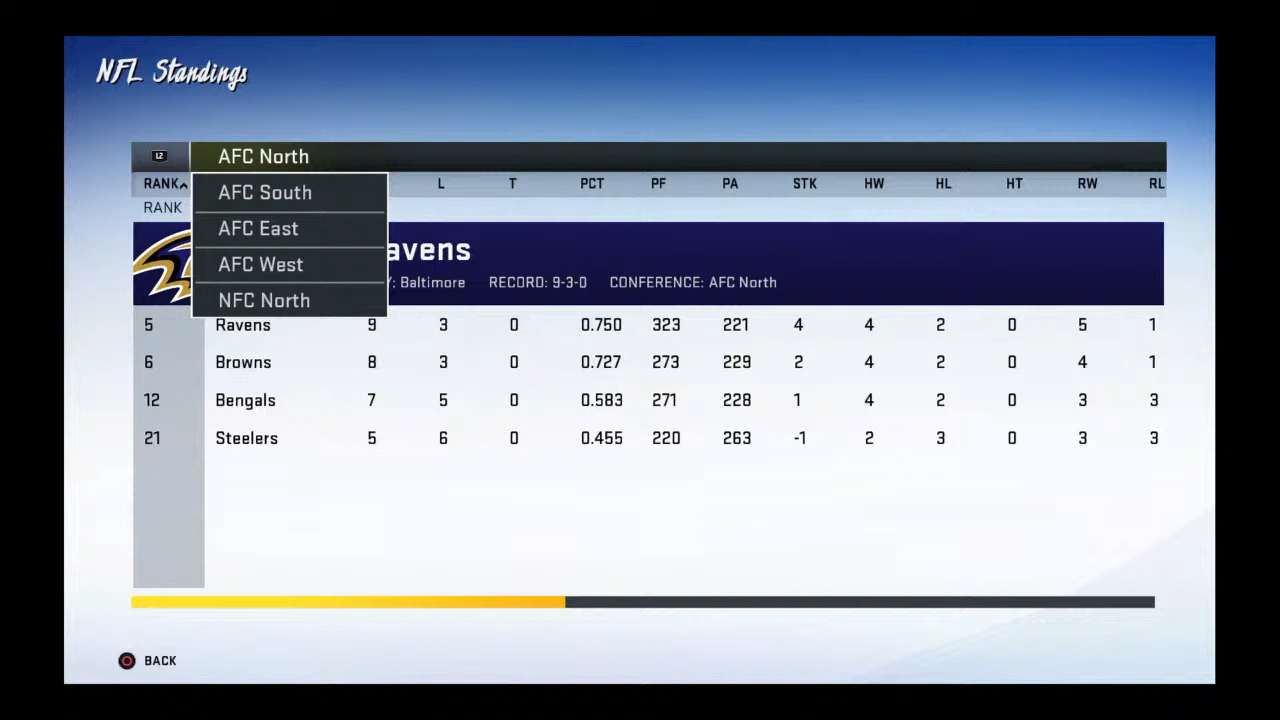 NFL Standings
L2 AFC North
RANK L T PCT PF PA STK HW HL HT RW RL
AFC South
RANK
AFC East
AFC West
NFC North
avens
: Baltimore RECORD: 9-3-0 CONFERENCE: AFC North
5 Ravens 9 3 0 0.750 323 221 4 4 2 0 5 1
6 Browns 8 3 0 0.727 273 229 2 4 2 0 4 1
12 Bengals 7 5 0 0.583 271 228 1 4 2 0 3 3
21 Steelers 5 6 0 0.455 220 263 -1 2 3 0 3 3
BACK